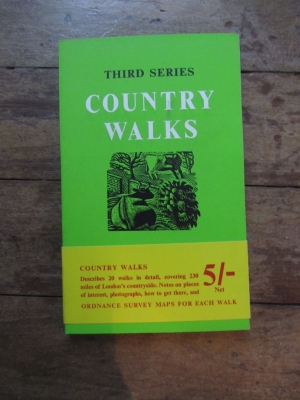 THIRD SERIES
COUNTRY
WALKS
COUNTRY WALKS
Describes 20 walks in detail, covering 230
miles of London's countryside. Notes on places
of interest, photographs, how to get there, and
ORDNANCE SURVEY MAPS FOR EACH WALK
5/-
Net